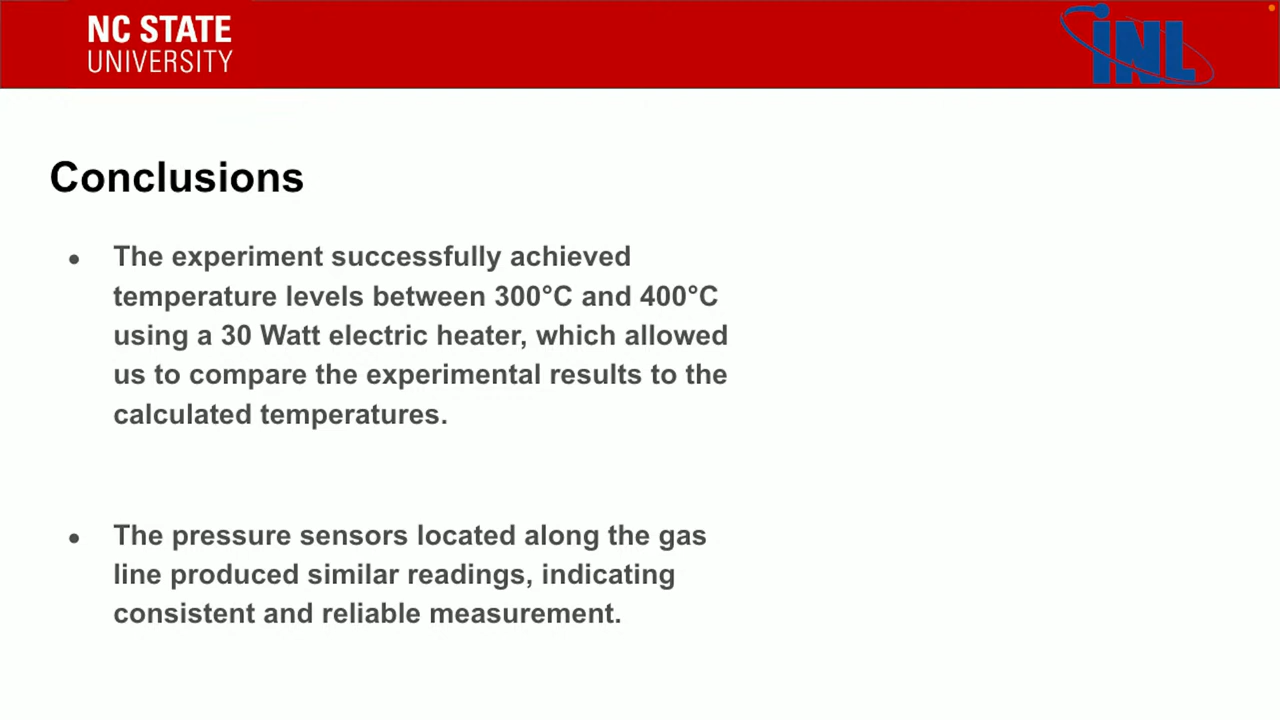 NC STATE
UNIVERSITY
INL
Conclusions
● The experiment successfully achieved
temperature levels between 300°C and 400°C
using a 30 Watt electric heater, which allowed
us to compare the experimental results to the
calculated temperatures.
● The pressure sensors located along the gas
line produced similar readings, indicating
consistent and reliable measurement.